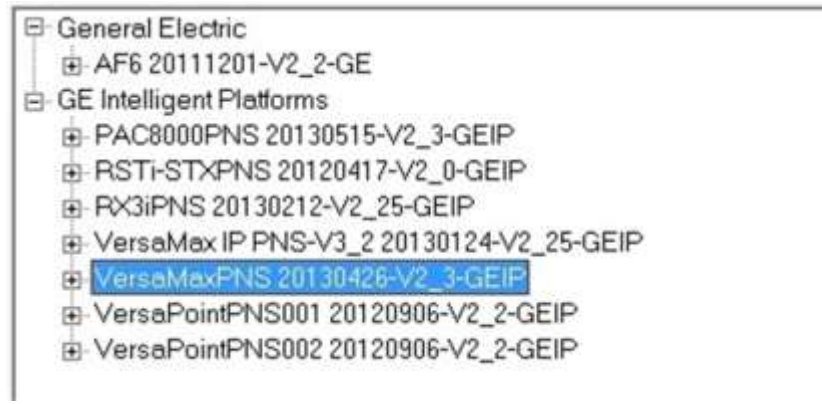 General Electric
AF6 20111201-V2_2-GE
GE Intelligent Platforms
PAC8000PNS 20130515-V2_3-GEIP
RSTi-STXPNS 20120417-V2_0-GEIP
RX3iPNS 20130212-V2_25-GEIP
VersaMax IP PNS-V3_2 20130124-V2_25-GEIP
VersaMaxPNS 20130426-V2_3-GEIP
VersaPointPNS001 20120906-V2_2-GEIP
VersaPointPNS002 20120906-V2_2-GEIP